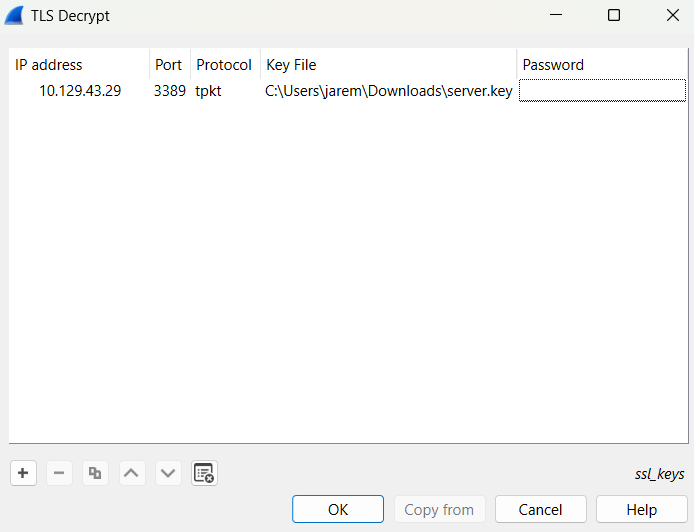 TLS Decrypt
IP address Port Protocol Key File Password
10.129.43.29 3389 tpkt C:\Users\jarem\Downloads\server.key
ssl_keys
OK Copy from Cancel Help